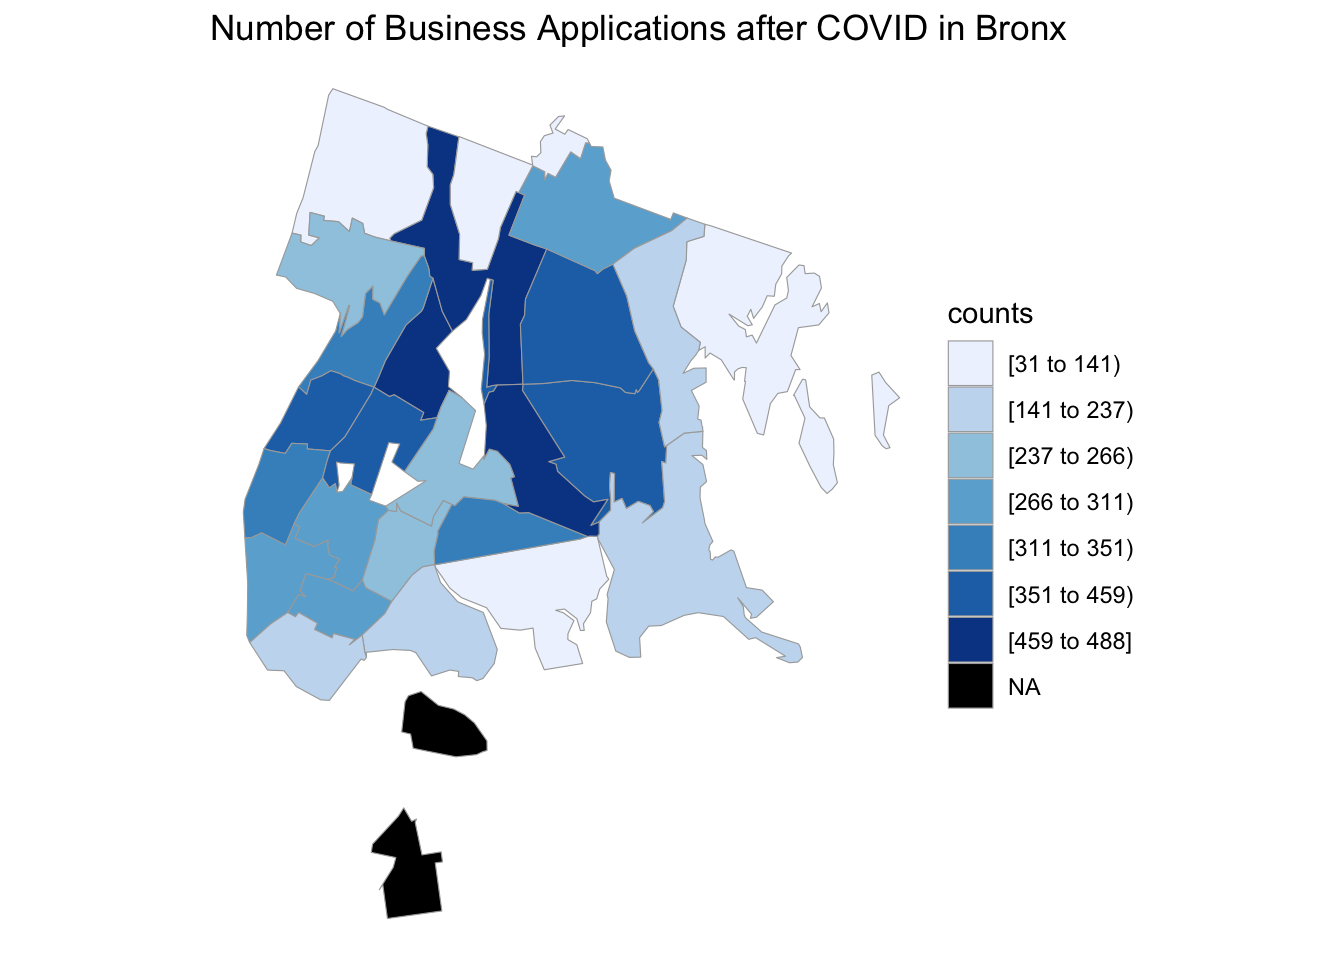 Number of Business Applications after COVID in Bronx
counts
[31 to 141)
[141 to 237)
[237 to 266)
[266 to 311)
[311 to 351)
[351 to 459)
[459 to 488]
NA